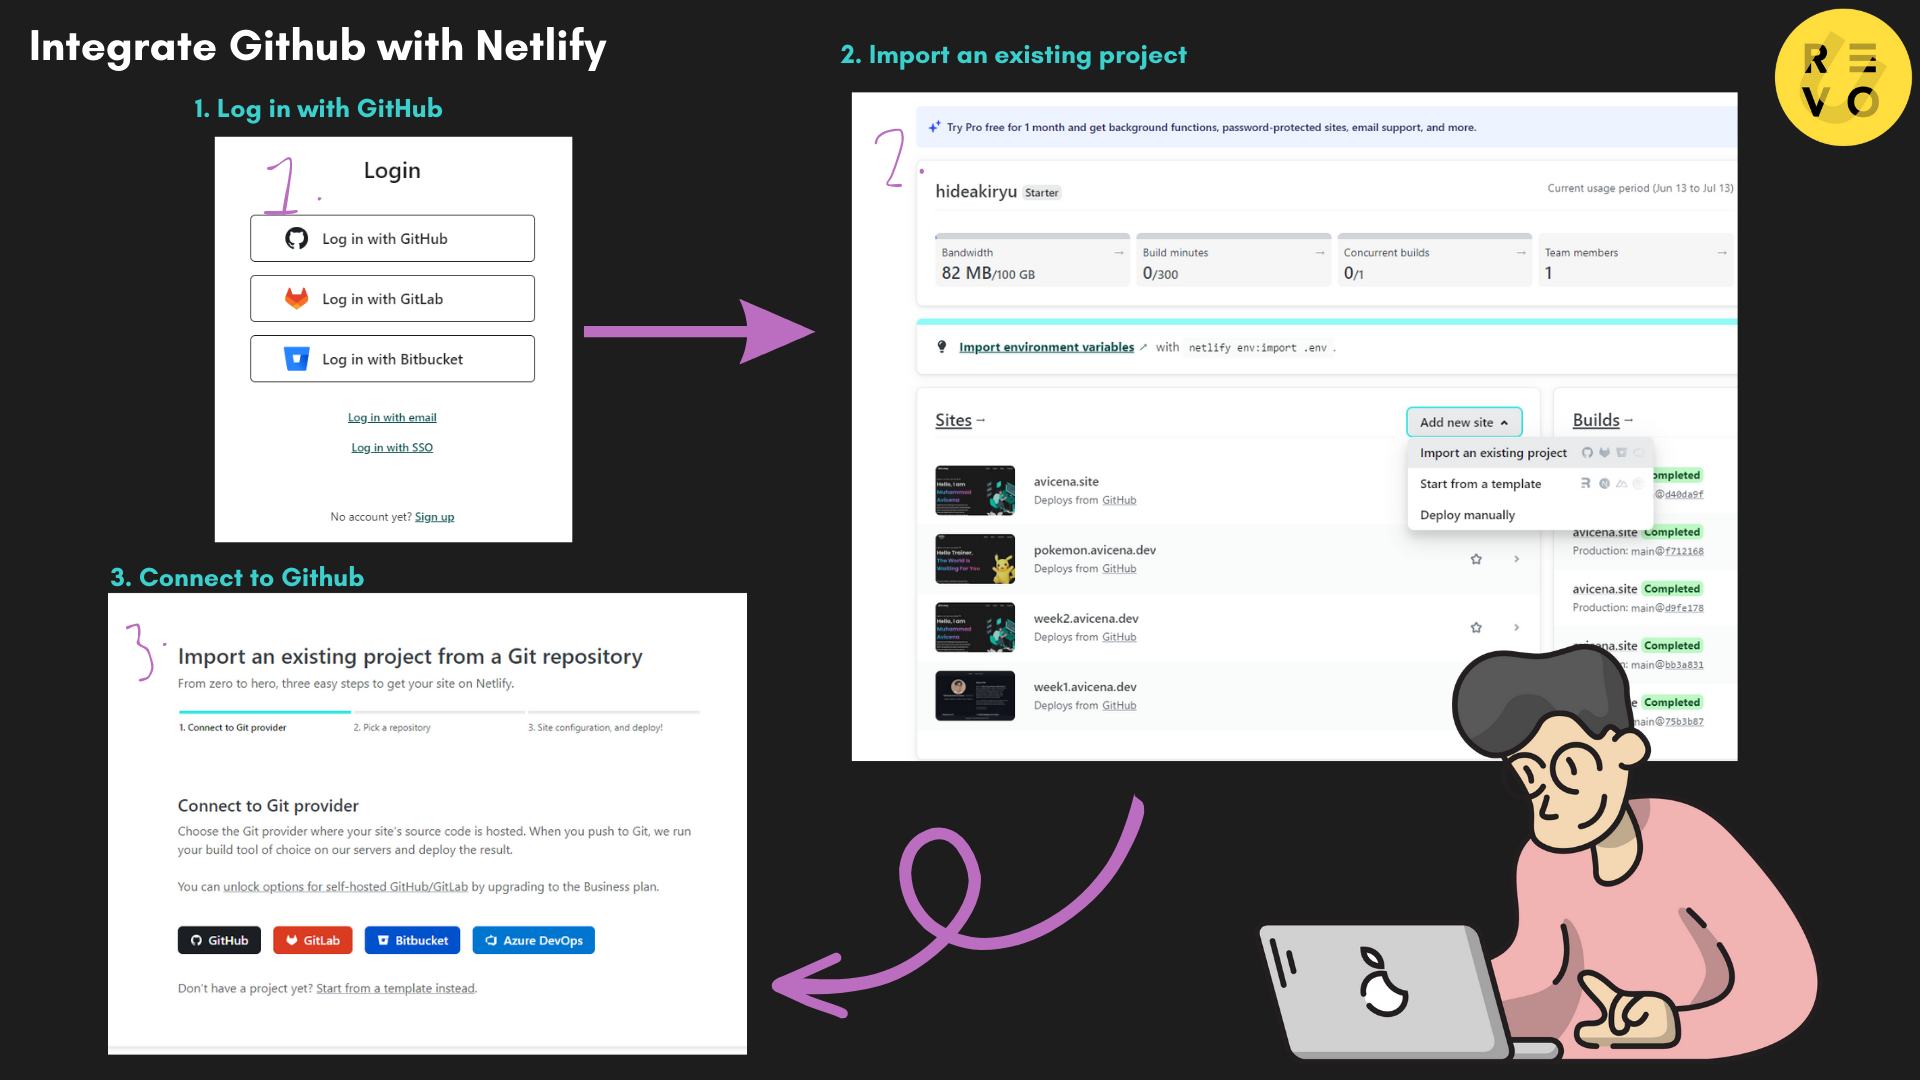 Integrate Github with Netlify
1. Log in with GitHub
1.
Login
Log in with GitHub
Log in with GitLab
Log in with Bitbucket
Log in with email
Log in with SSO
No account yet? Sign up
2. Import an existing project
2.
Try Pro free for 1 month and get background functions, password-protected sites, email support, and more.
hideakiryu Starter
Current usage period (Jun 13 to Jul 13)
Bandwidth →
82 MB/100 GB
Build minutes →
0/300
Concurrent builds →
0/1
Team members →
1
Import environment variables with netlify env:import .env .
Sites →
Add new site
Import an existing project
Start from a template
Deploy manually
avicena.site
Deploys from GitHub
pokemon.avicena.dev
Deploys from GitHub
week2.avicena.dev
Deploys from GitHub
week1.avicena.dev
Deploys from GitHub
Builds →
ompleted
@d40da9f
avicena.site Completed
Production: main@f712168
avicena.site Completed
Production: main@d9fe178
avicena.site Completed
n: main@bb3a831
e Completed
main@75b3b87
3. Connect to Github
3.
Import an existing project from a Git repository
From zero to hero, three easy steps to get your site on Netlify.
1. Connect to Git provider
2. Pick a repository
3. Site configuration, and deploy!
Connect to Git provider
Choose the Git provider where your site's source code is hosted. When you push to Git, we run
your build tool of choice on our servers and deploy the result.
You can unlock options for self-hosted GitHub/GitLab by upgrading to the Business plan.
GitHub
GitLab
Bitbucket
Azure DevOps
Don't have a project yet? Start from a template instead.
RE
VO